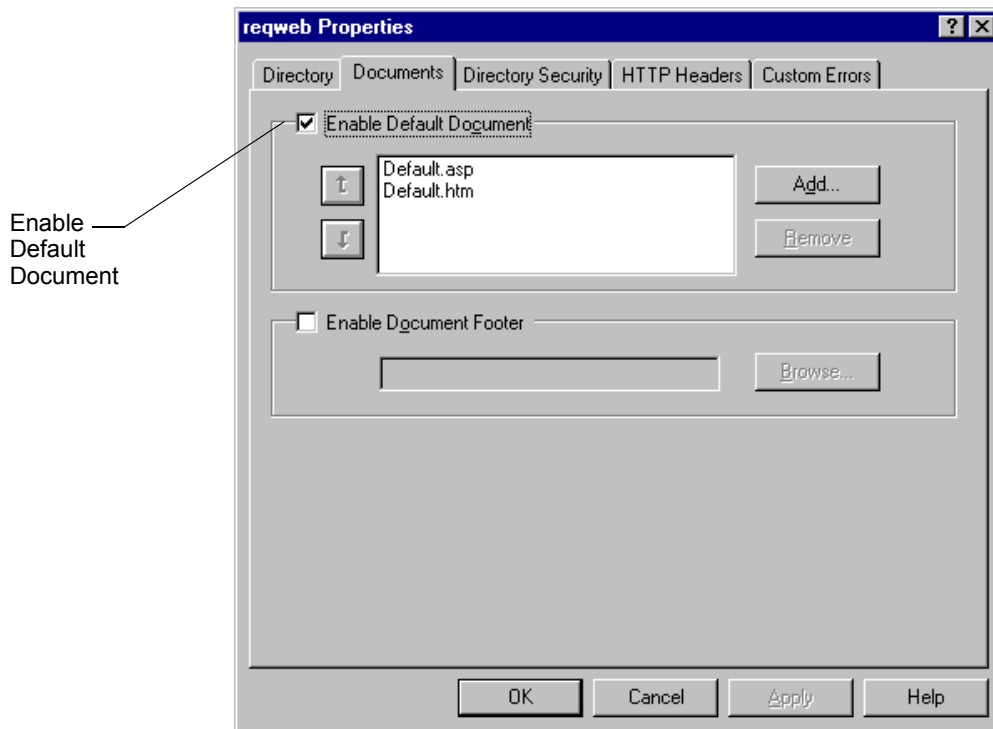 reqweb Properties
Directory
Documents
Directory Security
HTTP Headers
Custom Errors
Enable Default Document
Default.asp
Default.htm
Add...
Remove
Enable
Default
Document
Enable Document Footer
Browse...
OK
Cancel
Apply
Help